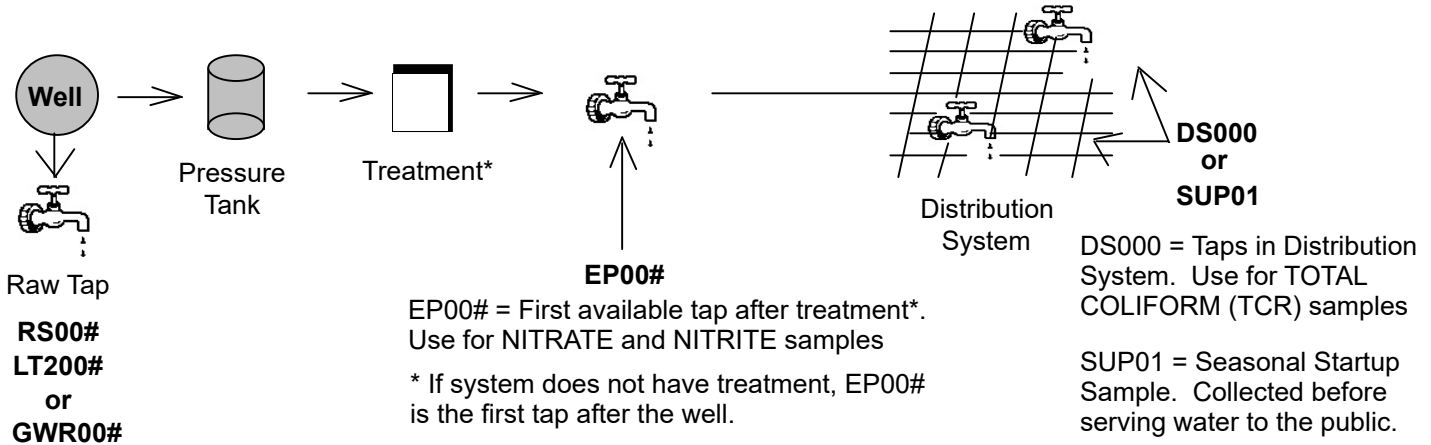 Well
Pressure
Tank
Treatment*
Raw Tap
RS00#
LT200#
or
GWR00#
EP00#
EP00# = First available tap after treatment*.
Use for NITRATE and NITRITE samples
* If system does not have treatment, EP00#
is the first tap after the well.
Distribution
System
DS000
or
SUP01
DS000 = Taps in Distribution
System.  Use for TOTAL
COLIFORM (TCR) samples
SUP01 = Seasonal Startup
Sample.  Collected before
serving water to the public.